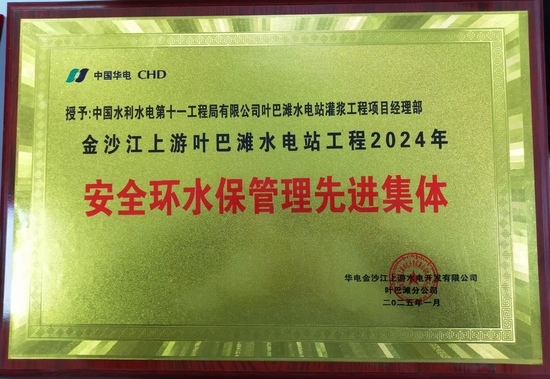 中国华电 CHD
授予:中国水利水电第十一工程局有限公司叶巴滩水电站灌浆工程项目经理部
金沙江上游叶巴滩水电站工程2024年
安全环水保管理先进集体
华电金沙江上游水电开发有限公司
叶巴滩分公司
二〇二五年一月